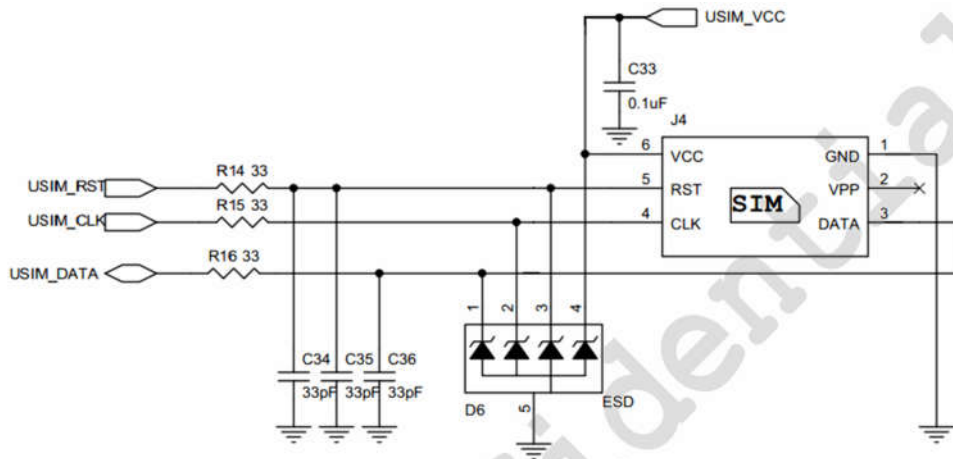 USIM_VCC
C33
0.1uF
J4
6 VCC GND 1
R14 33
USIM_RST 5 RST VPP 2
R15 33
SIM
USIM_CLK 4 CLK DATA 3
R16 33
USIM_DATA
1 2 3 4
C34 C35 C36
33pF 33pF 33pF
D6 5 ESD
fidential